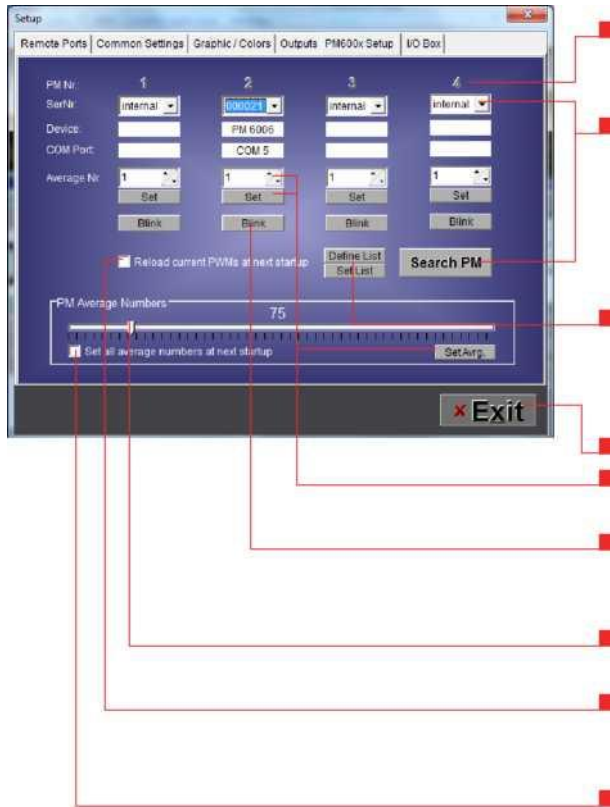 Setup
Remote Ports Common Settings Graphic / Colors Outputs PM600x Setup I/O Box
PM Nr: 1 2 3 4
SerNr: internal 000021 internal internal
Device: PM 6006
COM Port: COM 5
Average Nr 1 1 1 1
Set Set Set Set
Blink Blink Blink Blink
Reload current PWMs at next startup Define List Search PM
Set List
PM Average Numbers
75
Set all average numbers at next startup Set Avrg.
× Exit